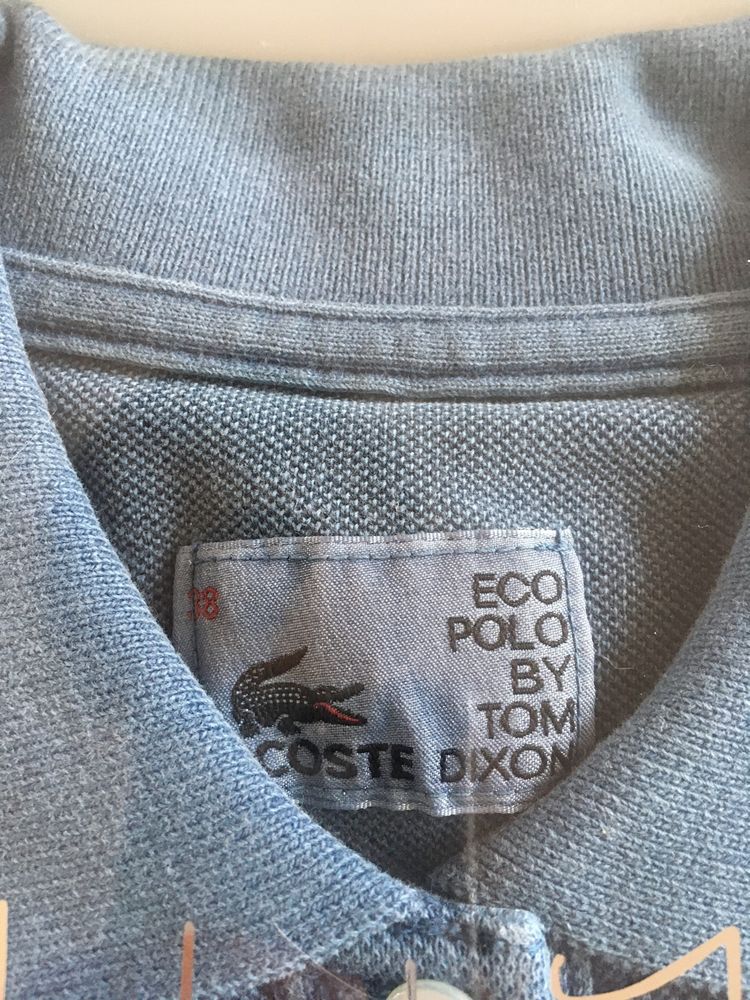 38
ECO
POLO
BY
TOM
COSTE DIXON